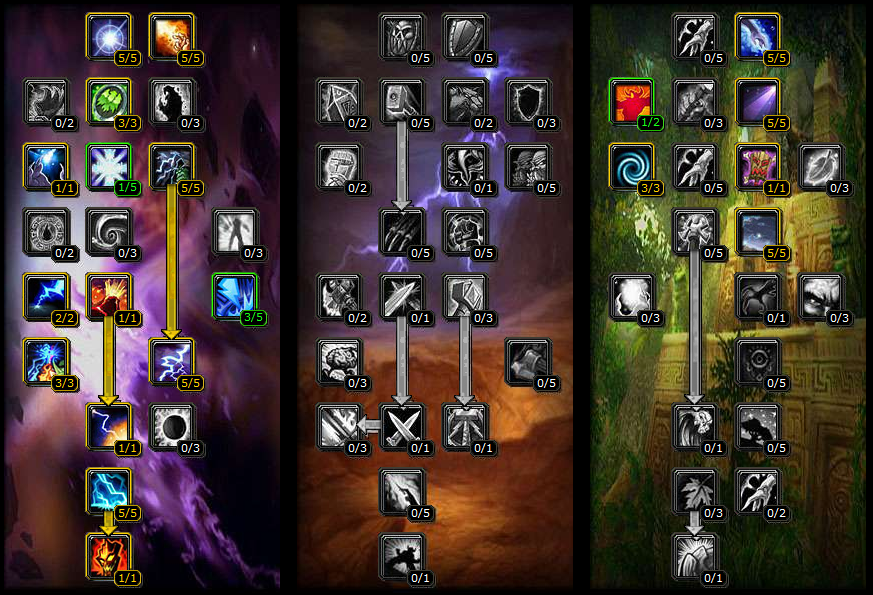 5/5 5/5 0/5 0/5 0/5 5/5
0/2 3/3 0/3 0/2 0/5 0/2 0/3 1/2 0/3 5/5
1/1 1/5 5/5 0/2 0/1 0/5 3/3 0/5 1/1 0/3
0/2 0/3 0/3 0/5 0/5 0/5 5/5
2/2 1/1 3/5 0/2 0/1 0/3 0/3 0/1 0/3
3/3 5/5 0/3 0/5 0/5
1/1 0/3 0/3 0/1 0/1 0/1 0/5
5/5 0/5 0/3 0/2
1/1 0/1 0/1